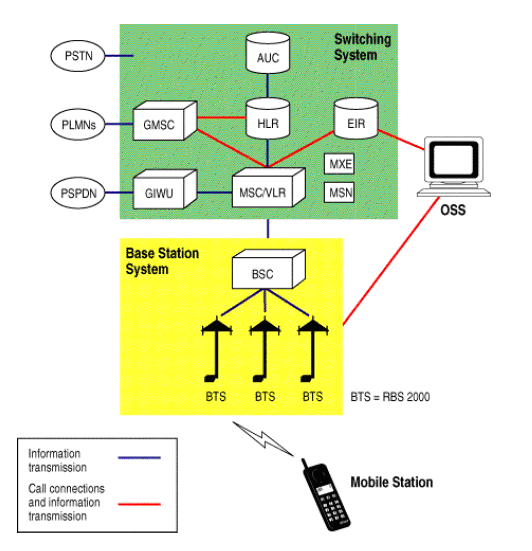 Switching
System
PSTN
AUC
PLMNs
GMSC
HLR
EIR
MXE
PSPDN
GIWU
MSC/VLR
MSN
OSS
Base Station
System
BSC
BTS
BTS
BTS
BTS = RBS 2000
Information
transmission
Call connections
and information
transmission
Mobile Station